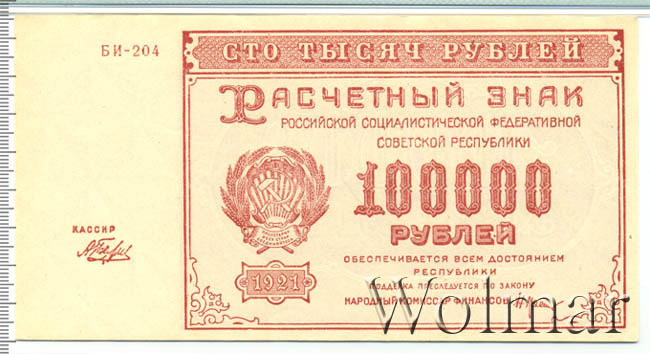 БИ-204
СТО ТЫСЯЧ РУБЛЕЙ
РАСЧЕТНЫЙ ЗНАК
РОССИЙСКОЙ СОЦИАЛИСТИЧЕСКОЙ ФЕДЕРАТИВНОЙ
СОВЕТСКОЙ РЕСПУБЛИКИ
100000
РУБЛЕЙ
ОБЕСПЕЧИВАЕТСЯ ВСЕМ ДОСТОЯНИЕМ
РЕСПУБЛИКИ
ПОДДЕЛКА ПРЕСЛЕДУЕТСЯ ПО ЗАКОНУ
НАРОДНЫЙ КОМИССАР ФИНАНСОВ
1921
КАССИР
Wolmar